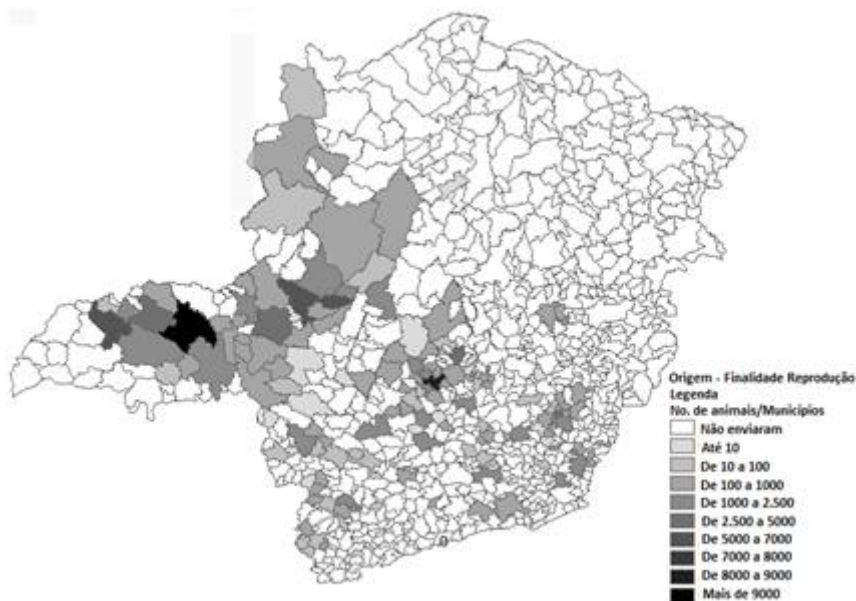 Origem - Finalidade Reprodução
Legenda
No. de animais/Municípios
Não enviaram
Até 10
De 10 a 100
De 100 a 1000
De 1000 a 2.500
De 2.500 a 5000
De 5000 a 7000
De 7000 a 8000
De 8000 a 9000
Mais de 9000
0